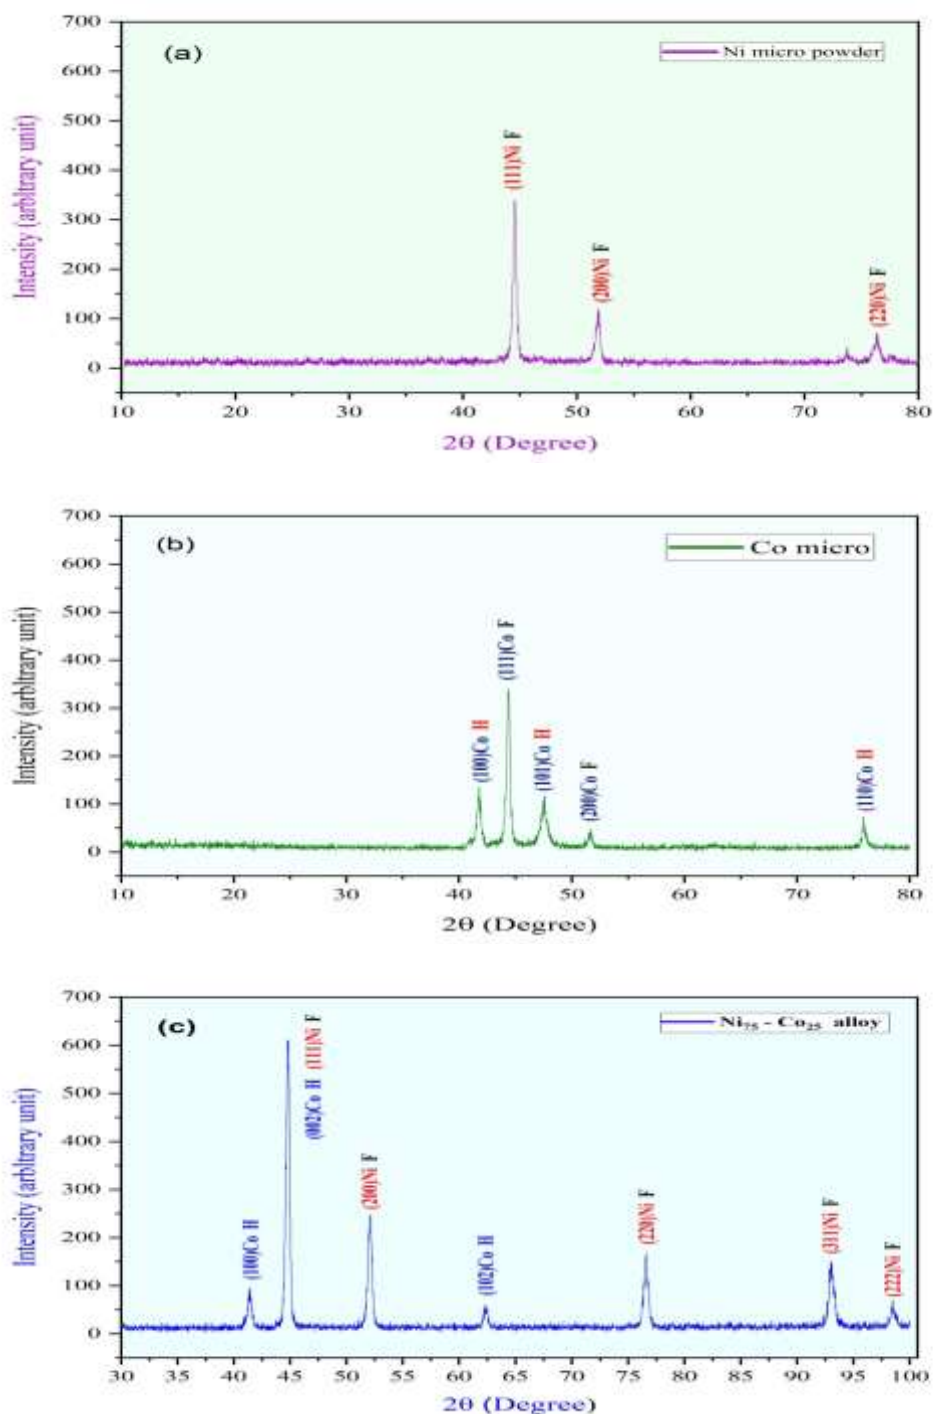 (a)
Ni micro powder
700
600
500
400
300
200
100
0
Intensity (arbitrary unit)
(111)Ni F
(200)Ni F
(220)Ni F
10 20 30 40 50 60 70 80
2θ (Degree)
(b)
Co micro
700
600
500
400
300
200
100
0
Intensity (arbitrary unit)
(100)Co H
(111)Co F
(101)Co H
(200)Co F
(110)Co H
10 20 30 40 50 60 70 80
2θ (Degree)
(c)
Ni₇₅ - Co₂₅ alloy
700
600
500
400
300
200
100
0
Intensity (arbitrary unit)
(100)Co H
(002)Co H (111)Ni F
(200)Ni F
(102)Co H
(220)Ni F
(311)Ni F
(222)Ni F
30 35 40 45 50 55 60 65 70 75 80 85 90 95 100
2θ (Degree)